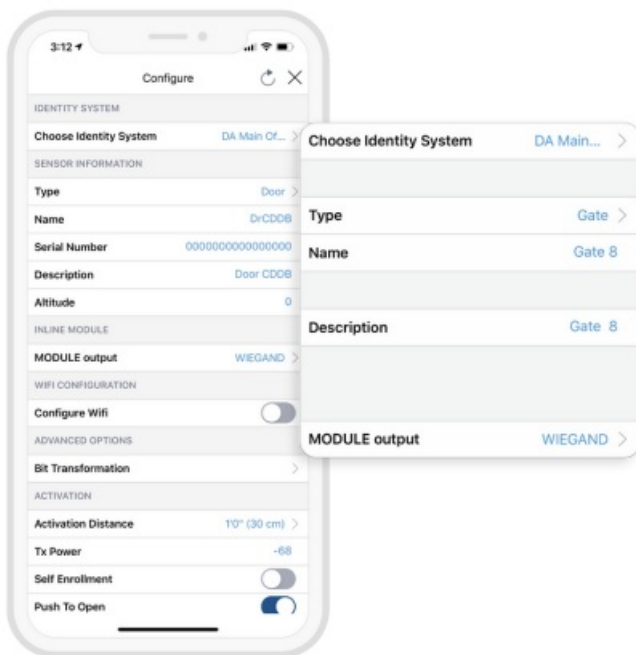 3:12
Configure
IDENTITY SYSTEM
Choose Identity System DA Main Of...
SENSOR INFORMATION
Type Door
Name DrCDDB
Serial Number 0000000000000000
Description Door CDDB
Altitude 0
INLINE MODULE
MODULE output WIEGAND
WIFI CONFIGURATION
Configure Wifi
ADVANCED OPTIONS
Bit Transformation
ACTIVATION
Activation Distance 1'0" (30 cm)
Tx Power -68
Self Enrollment
Push To Open
Choose Identity System DA Main...
Type Gate
Name Gate 8
Description Gate 8
MODULE output WIEGAND